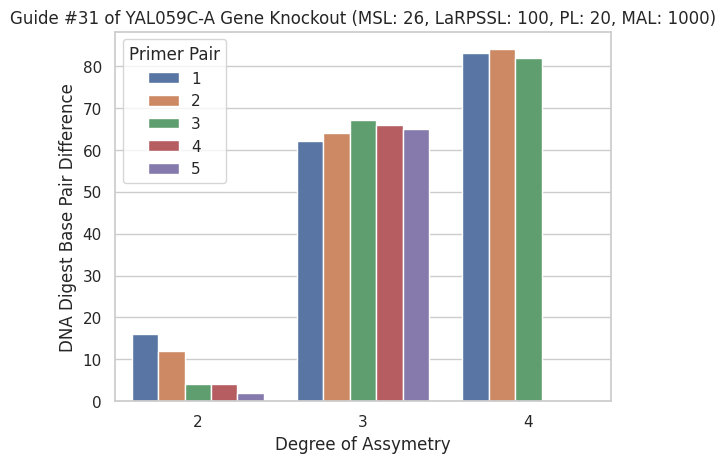 Guide #31 of YAL059C-A Gene Knockout (MSL: 26, LaRPSSL: 100, PL: 20, MAL: 1000)
Primer Pair
1
2
3
4
5
DNA Digest Base Pair Difference
80
70
60
50
40
30
20
10
0
2 3 4
Degree of Assymetry